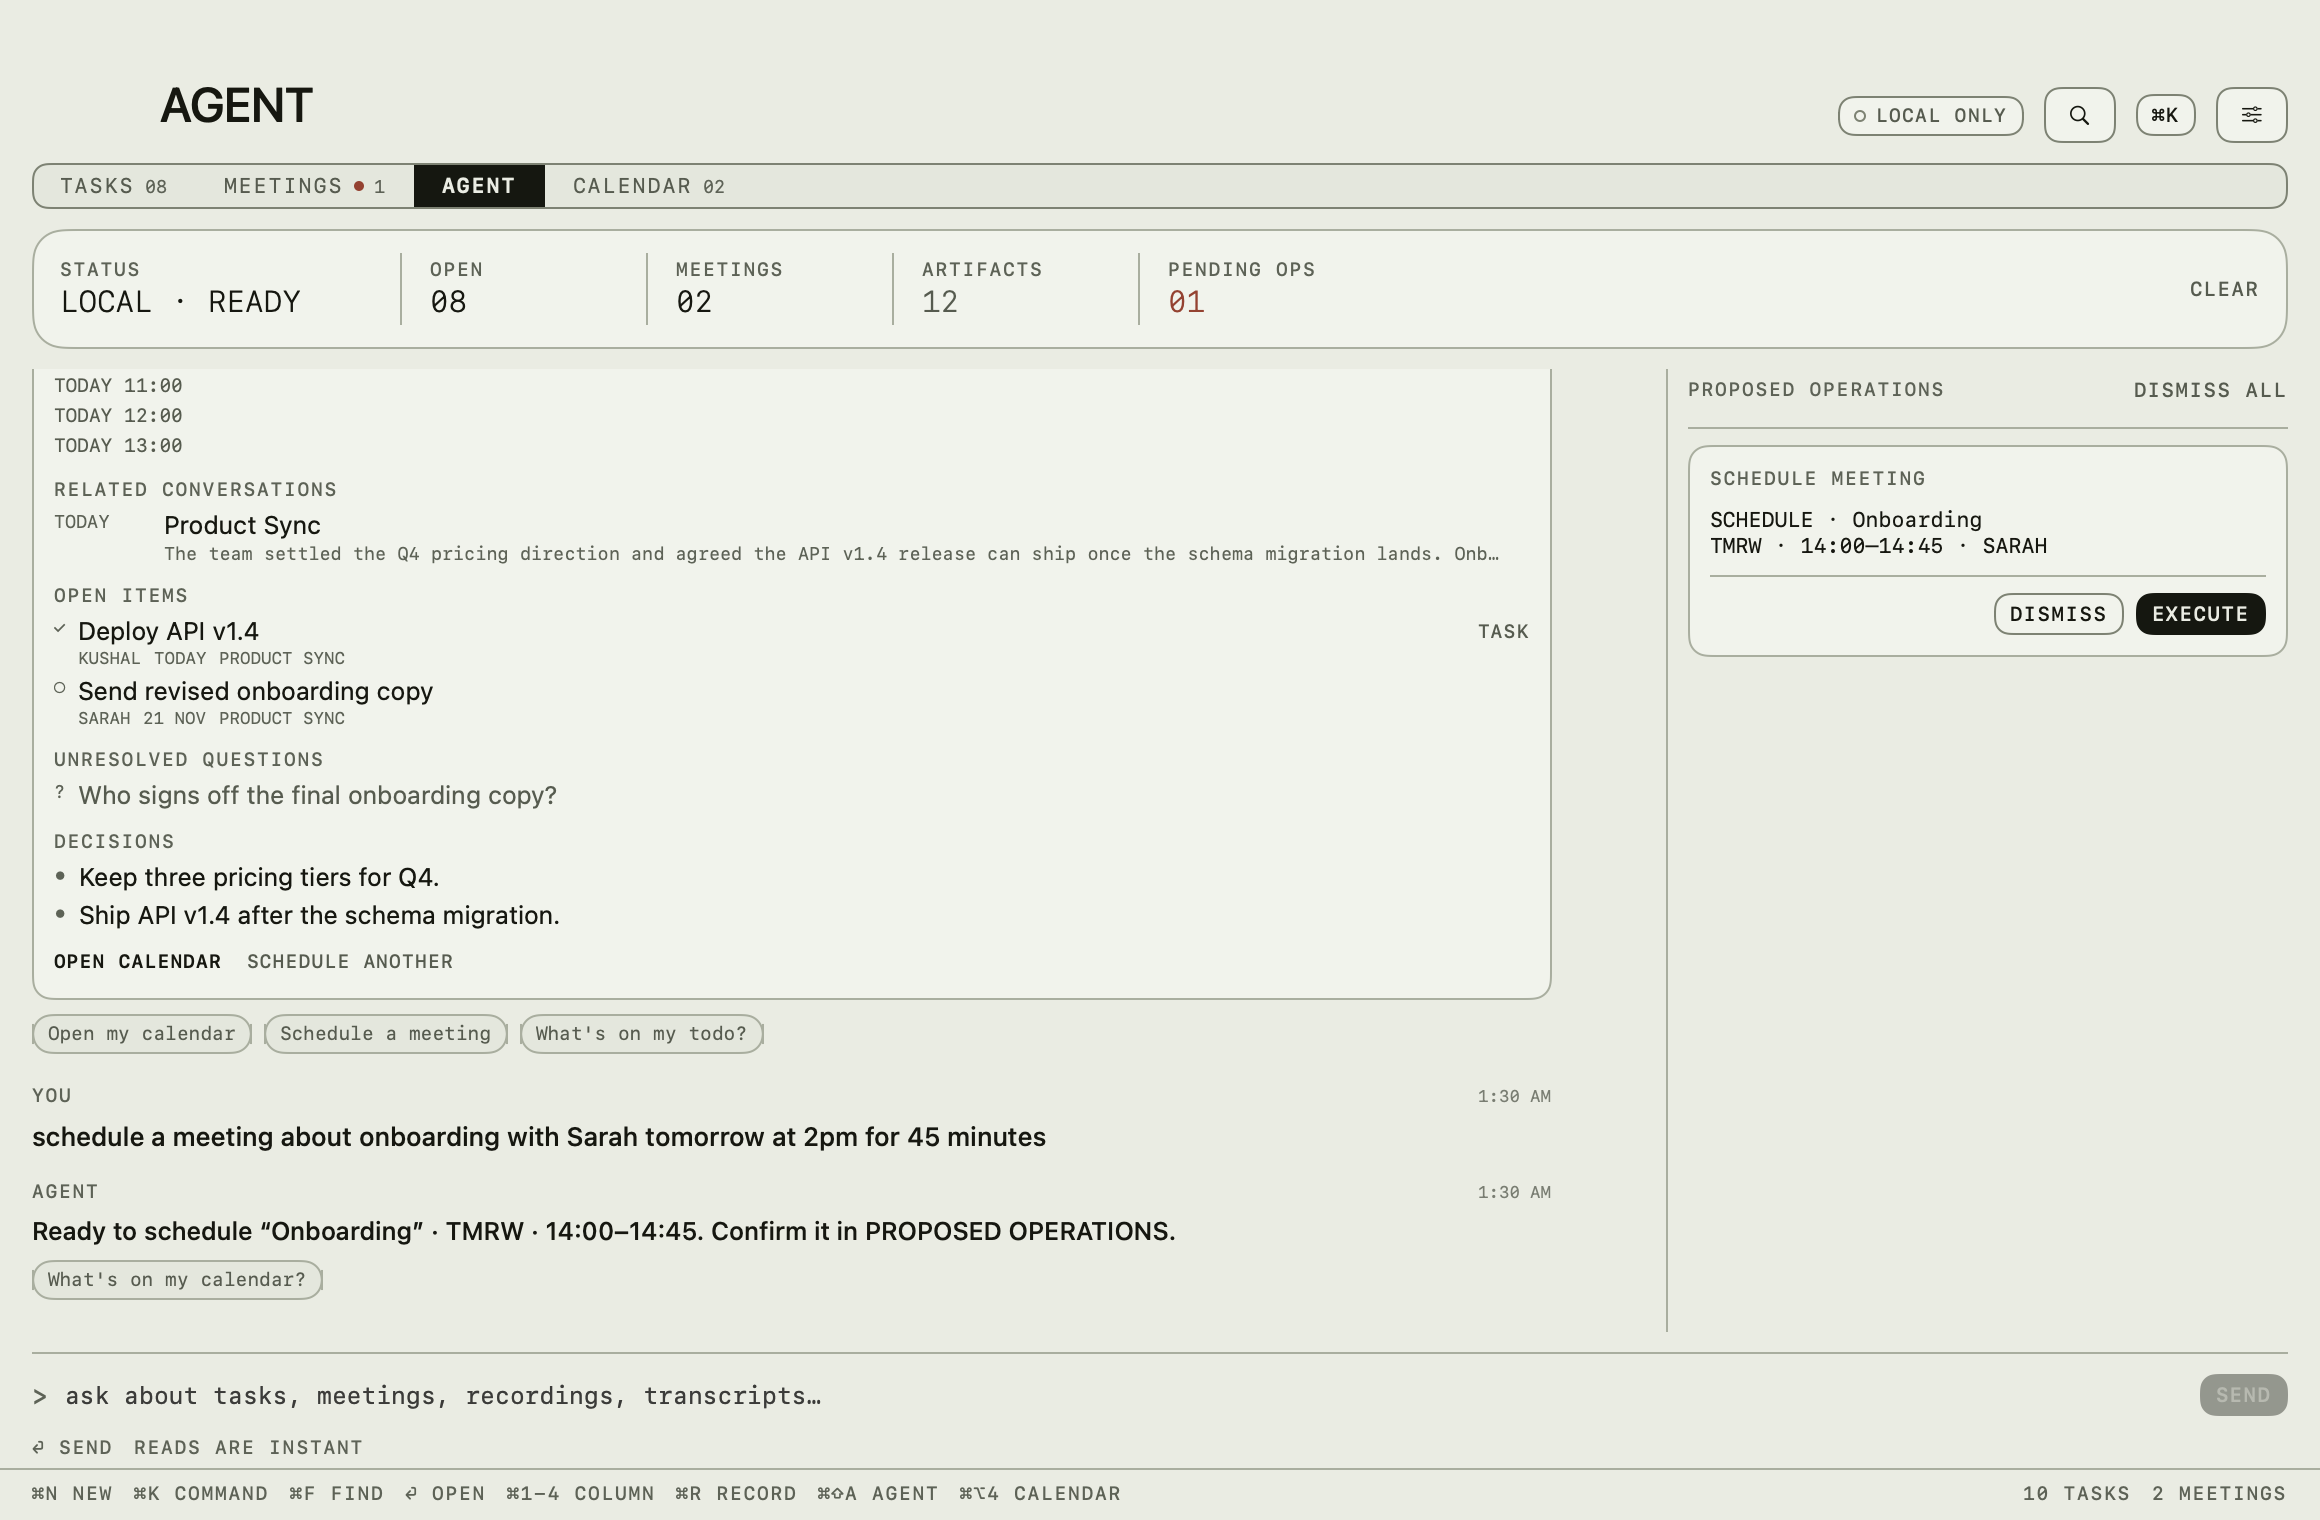 AGENT
LOCAL ONLY
⌘K
TASKS 08 MEETINGS 1 AGENT CALENDAR 02
STATUS
LOCAL · READY
OPEN
08
MEETINGS
02
ARTIFACTS
12
PENDING OPS
01
CLEAR
TODAY 11:00
TODAY 12:00
TODAY 13:00
RELATED CONVERSATIONS
TODAY Product Sync
The team settled the Q4 pricing direction and agreed the API v1.4 release can ship once the schema migration lands. Onb…
OPEN ITEMS
Deploy API v1.4 TASK
KUSHAL TODAY PRODUCT SYNC
Send revised onboarding copy
SARAH 21 NOV PRODUCT SYNC
UNRESOLVED QUESTIONS
? Who signs off the final onboarding copy?
DECISIONS
• Keep three pricing tiers for Q4.
• Ship API v1.4 after the schema migration.
OPEN CALENDAR SCHEDULE ANOTHER
Open my calendar Schedule a meeting What's on my todo?
YOU 1:30 AM
schedule a meeting about onboarding with Sarah tomorrow at 2pm for 45 minutes
AGENT 1:30 AM
Ready to schedule “Onboarding” · TMRW · 14:00–14:45. Confirm it in PROPOSED OPERATIONS.
What's on my calendar?
PROPOSED OPERATIONS DISMISS ALL
SCHEDULE MEETING
SCHEDULE · Onboarding
TMRW · 14:00–14:45 · SARAH
DISMISS EXECUTE
> ask about tasks, meetings, recordings, transcripts…
SEND
⏎ SEND READS ARE INSTANT
⌘N NEW ⌘K COMMAND ⌘F FIND ⏎ OPEN ⌘1–4 COLUMN ⌘R RECORD ⌘⇧A AGENT ⌘⌥4 CALENDAR
10 TASKS 2 MEETINGS